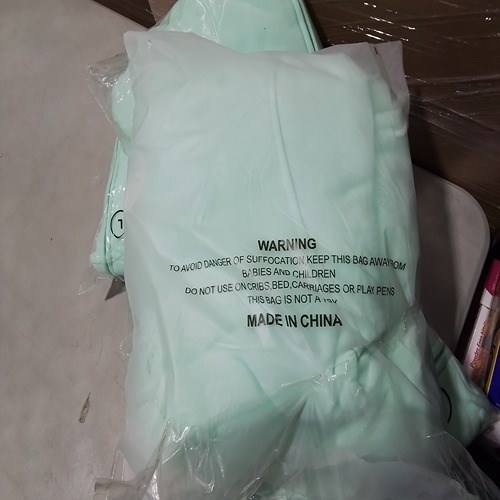 WARNING
TO AVOID DANGER OF SUFFOCATION KEEP THIS BAG AWAY FROM
BABIES AND CHILDREN
DO NOT USE ON CRIBS, BED, CARRIAGES OR PLAY PENS
THIS BAG IS NOT A TOY
MADE IN CHINA